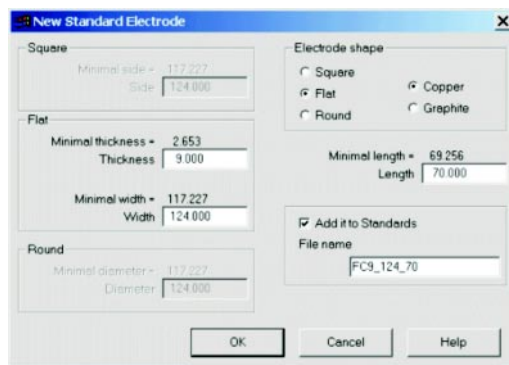 New Standard Electrode
Square
Minimal side = 117.227
Side 124.000
Flat
Minimal thickness = 2.653
Thickness 9.000
Minimal width = 117.227
Width 124.000
Round
Minimal diameter = 117.227
Diameter 124.000
Electrode shape
Square
Flat
Round
Copper
Graphite
Minimal length = 69.256
Length 70.000
Add it to Standards
File name
FC9_124_70
OK
Cancel
Help